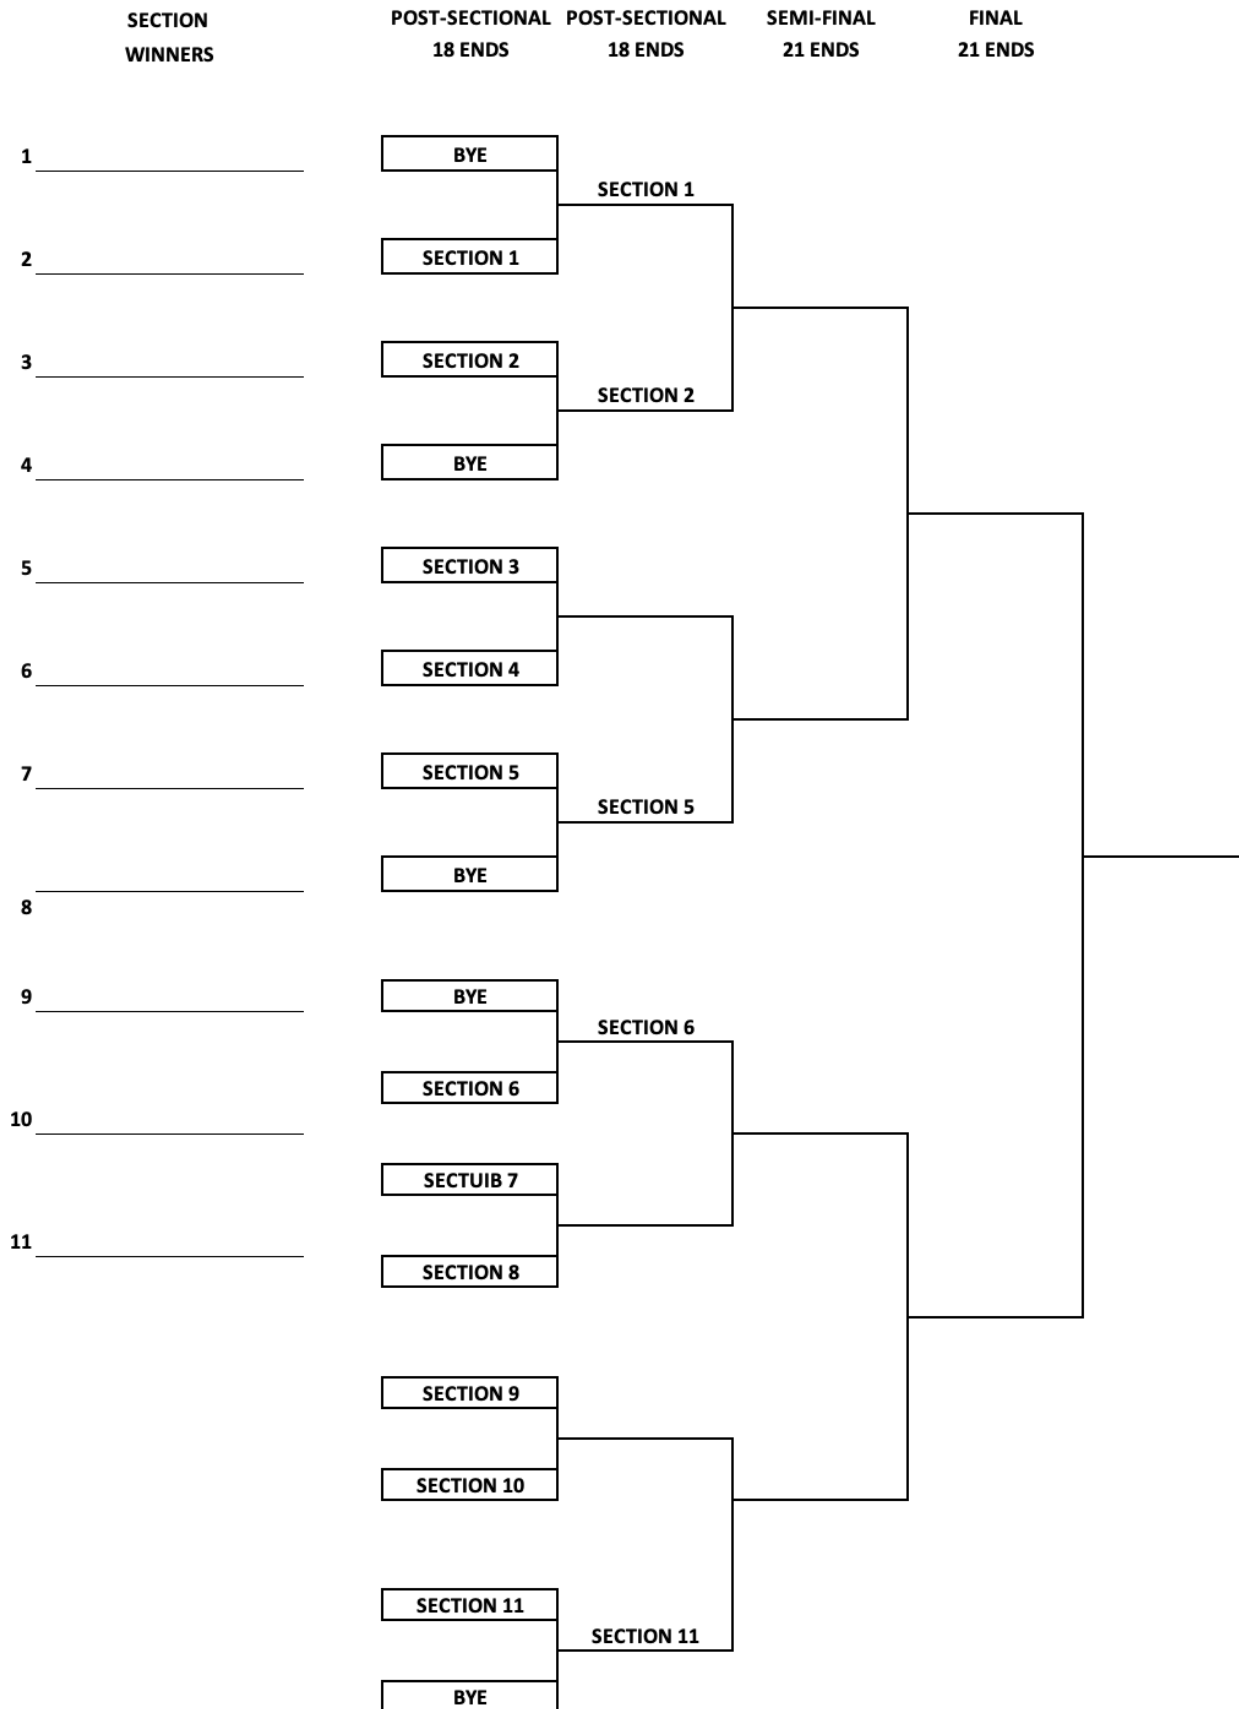 SECTION
WINNERS
POST-SECTIONAL
18 ENDS
POST-SECTIONAL
18 ENDS
SEMI-FINAL
21 ENDS
FINAL
21 ENDS
1
2
3
4
5
6
7
8
9
10
11
BYE
SECTION 1
SECTION 2
BYE
SECTION 3
SECTION 4
SECTION 5
BYE
BYE
SECTION 6
SECTUIB 7
SECTION 8
SECTION 9
SECTION 10
SECTION 11
BYE
SECTION 1
SECTION 2
SECTION 5
SECTION 6
SECTION 11